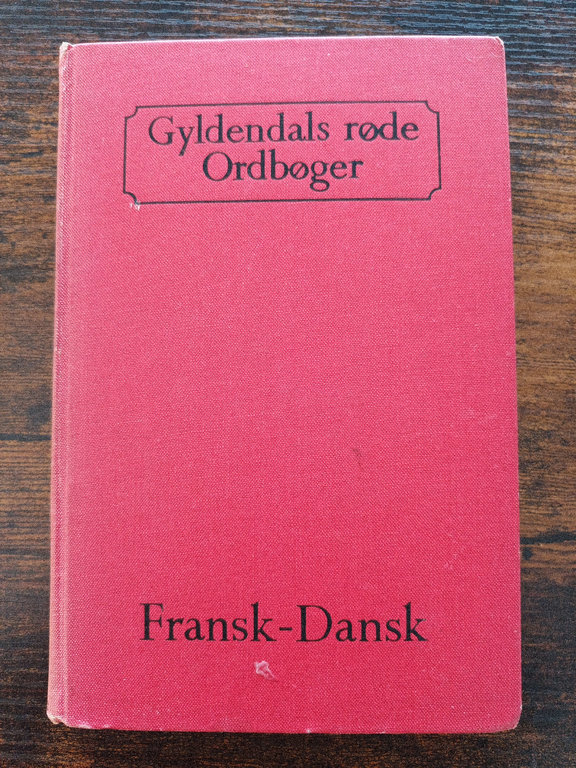 Gyldendals røde
Ordbøger
Fransk-Dansk